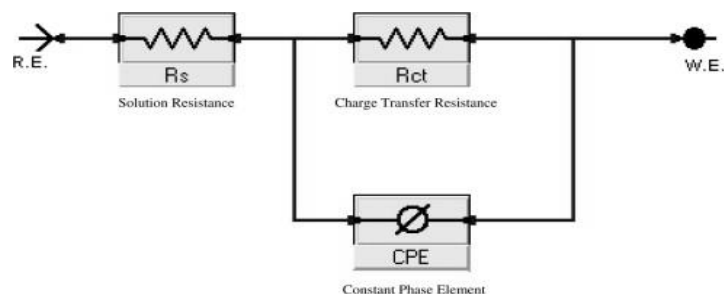 R.E.
Rs
Solution Resistance
Rct
Charge Transfer Resistance
W.E.
CPE
Constant Phase Element